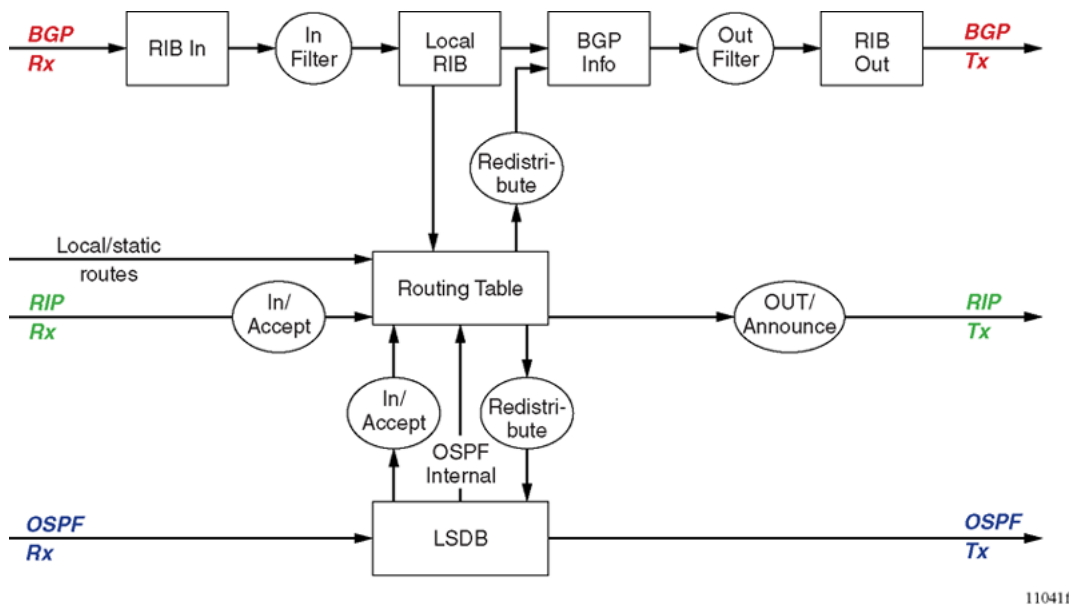 BGP
Rx
RIB In
In
Filter
Local
RIB
BGP
Info
Out
Filter
RIB
Out
BGP
Tx
Redistri-
bute
Local/static
routes
Routing Table
RIP
Rx
In/
Accept
OUT/
Announce
RIP
Tx
In/
Accept
Redistri-
bute
OSPF
Internal
OSPF
Rx
LSDB
OSPF
Tx
11041f